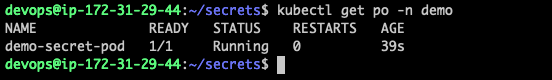 devops@ip-172-31-29-44:~/secrets$ kubectl get po -n demo
NAME READY STATUS RESTARTS AGE
demo-secret-pod 1/1 Running 0 39s
devops@ip-172-31-29-44:~/secrets$